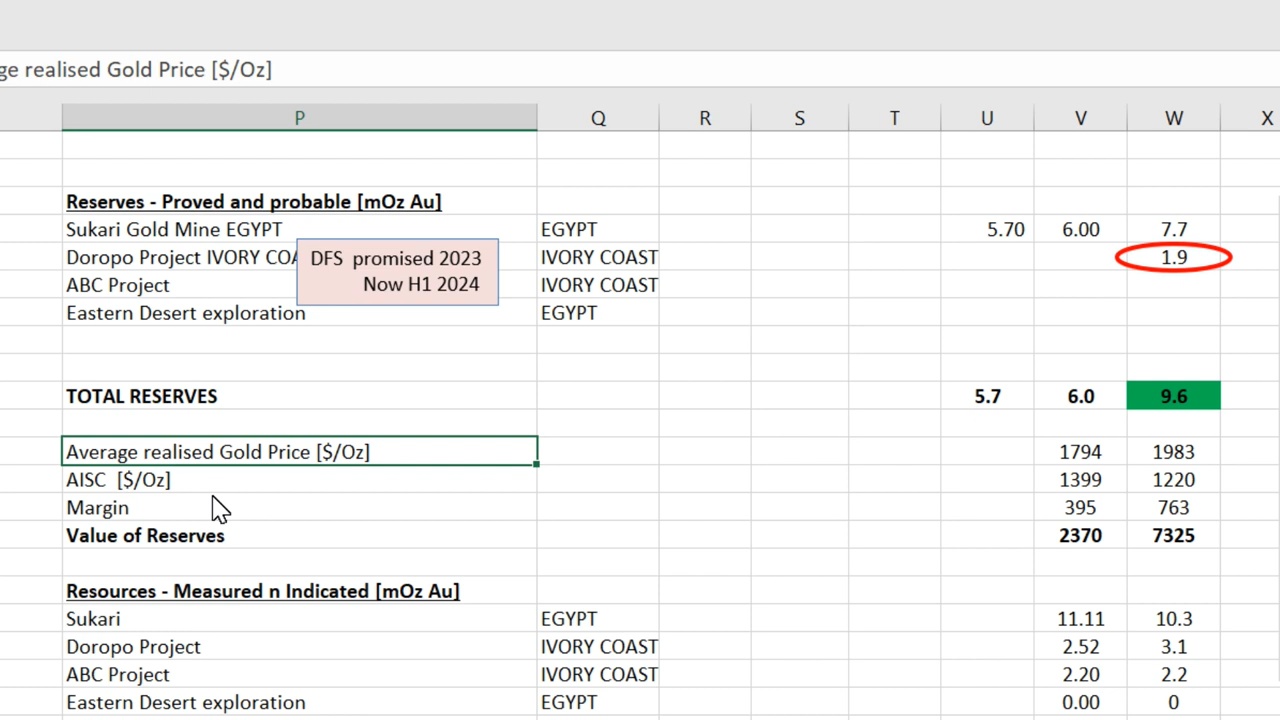 ge realised Gold Price [$/Oz]
P Q R S T U V W X
Reserves - Proved and probable [mOz Au]
Sukari Gold Mine EGYPT EGYPT 5.70 6.00 7.7
Doropo Project IVORY COA IVORY COAST 1.9
DFS promised 2023
Now H1 2024
ABC Project IVORY COAST
Eastern Desert exploration EGYPT
TOTAL RESERVES 5.7 6.0 9.6
Average realised Gold Price [$/Oz] 1794 1983
AISC [$/Oz] 1399 1220
Margin 395 763
Value of Reserves 2370 7325
Resources - Measured n Indicated [mOz Au]
Sukari EGYPT 11.11 10.3
Doropo Project IVORY COAST 2.52 3.1
ABC Project IVORY COAST 2.20 2.2
Eastern Desert exploration EGYPT 0.00 0